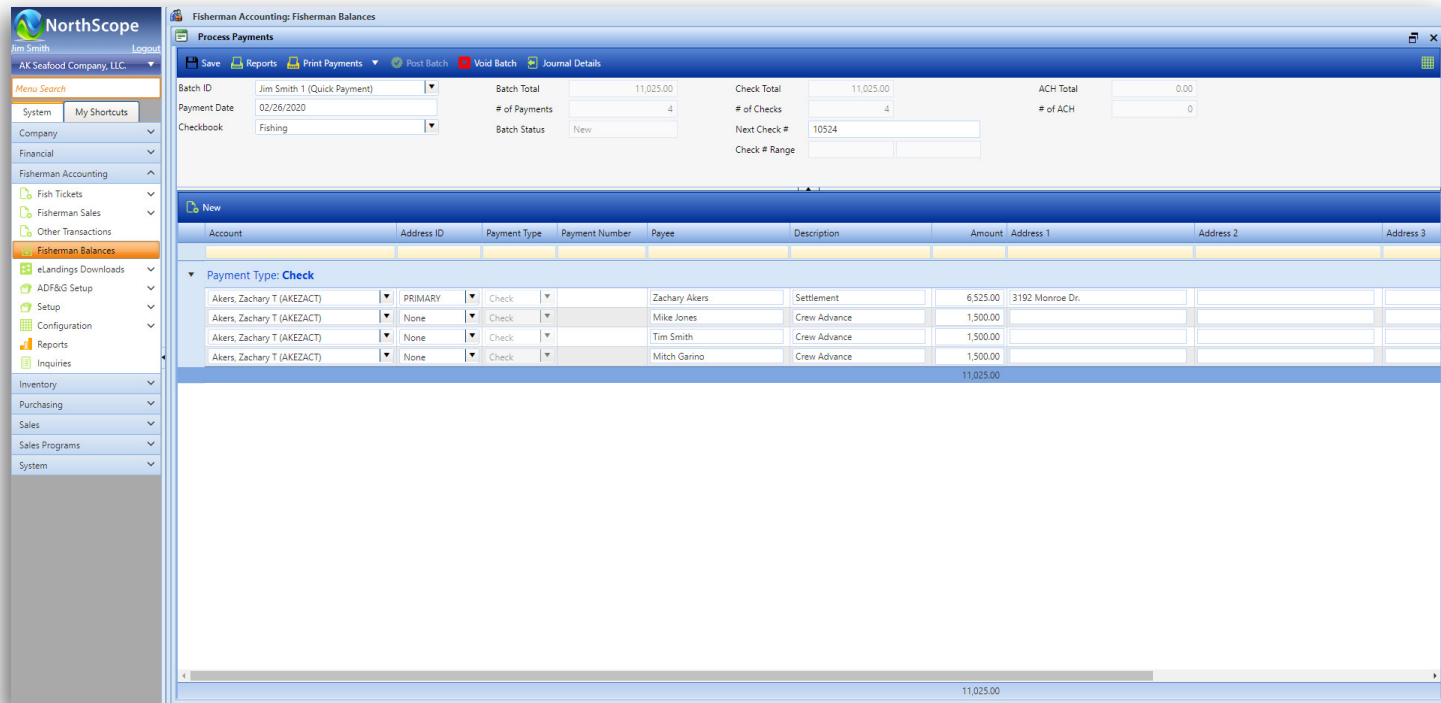 NorthScope
Jim Smith Logout
AK Seafood Company, LLC.
Menu Search
System My Shortcuts
Company
Financial
Fisherman Accounting
Fish Tickets
Fisherman Sales
Other Transactions
Fisherman Balances
eLandings Downloads
ADF&G Setup
Setup
Configuration
Reports
Inquiries
Inventory
Purchasing
Sales
Sales Programs
System
Fisherman Accounting: Fisherman Balances
Process Payments
Save Reports Print Payments Post Batch Void Batch Journal Details
Batch ID Jim Smith 1 (Quick Payment) Batch Total 11,025.00 Check Total 11,025.00 ACH Total 0.00
Payment Date 02/26/2020 # of Payments 4 # of Checks 4 # of ACH 0
Checkbook Fishing Batch Status New Next Check # 10524
Check # Range
New
Account Address ID Payment Type Payment Number Payee Description Amount Address 1 Address 2 Address 3
Payment Type: Check
Akers, Zachary T (AKEZACT) PRIMARY Check Zachary Akers Settlement 6,525.00 3192 Monroe Dr.
Akers, Zachary T (AKEZACT) None Check Mike Jones Crew Advance 1,500.00
Akers, Zachary T (AKEZACT) None Check Tim Smith Crew Advance 1,500.00
Akers, Zachary T (AKEZACT) None Check Mitch Garino Crew Advance 1,500.00
11,025.00
11,025.00